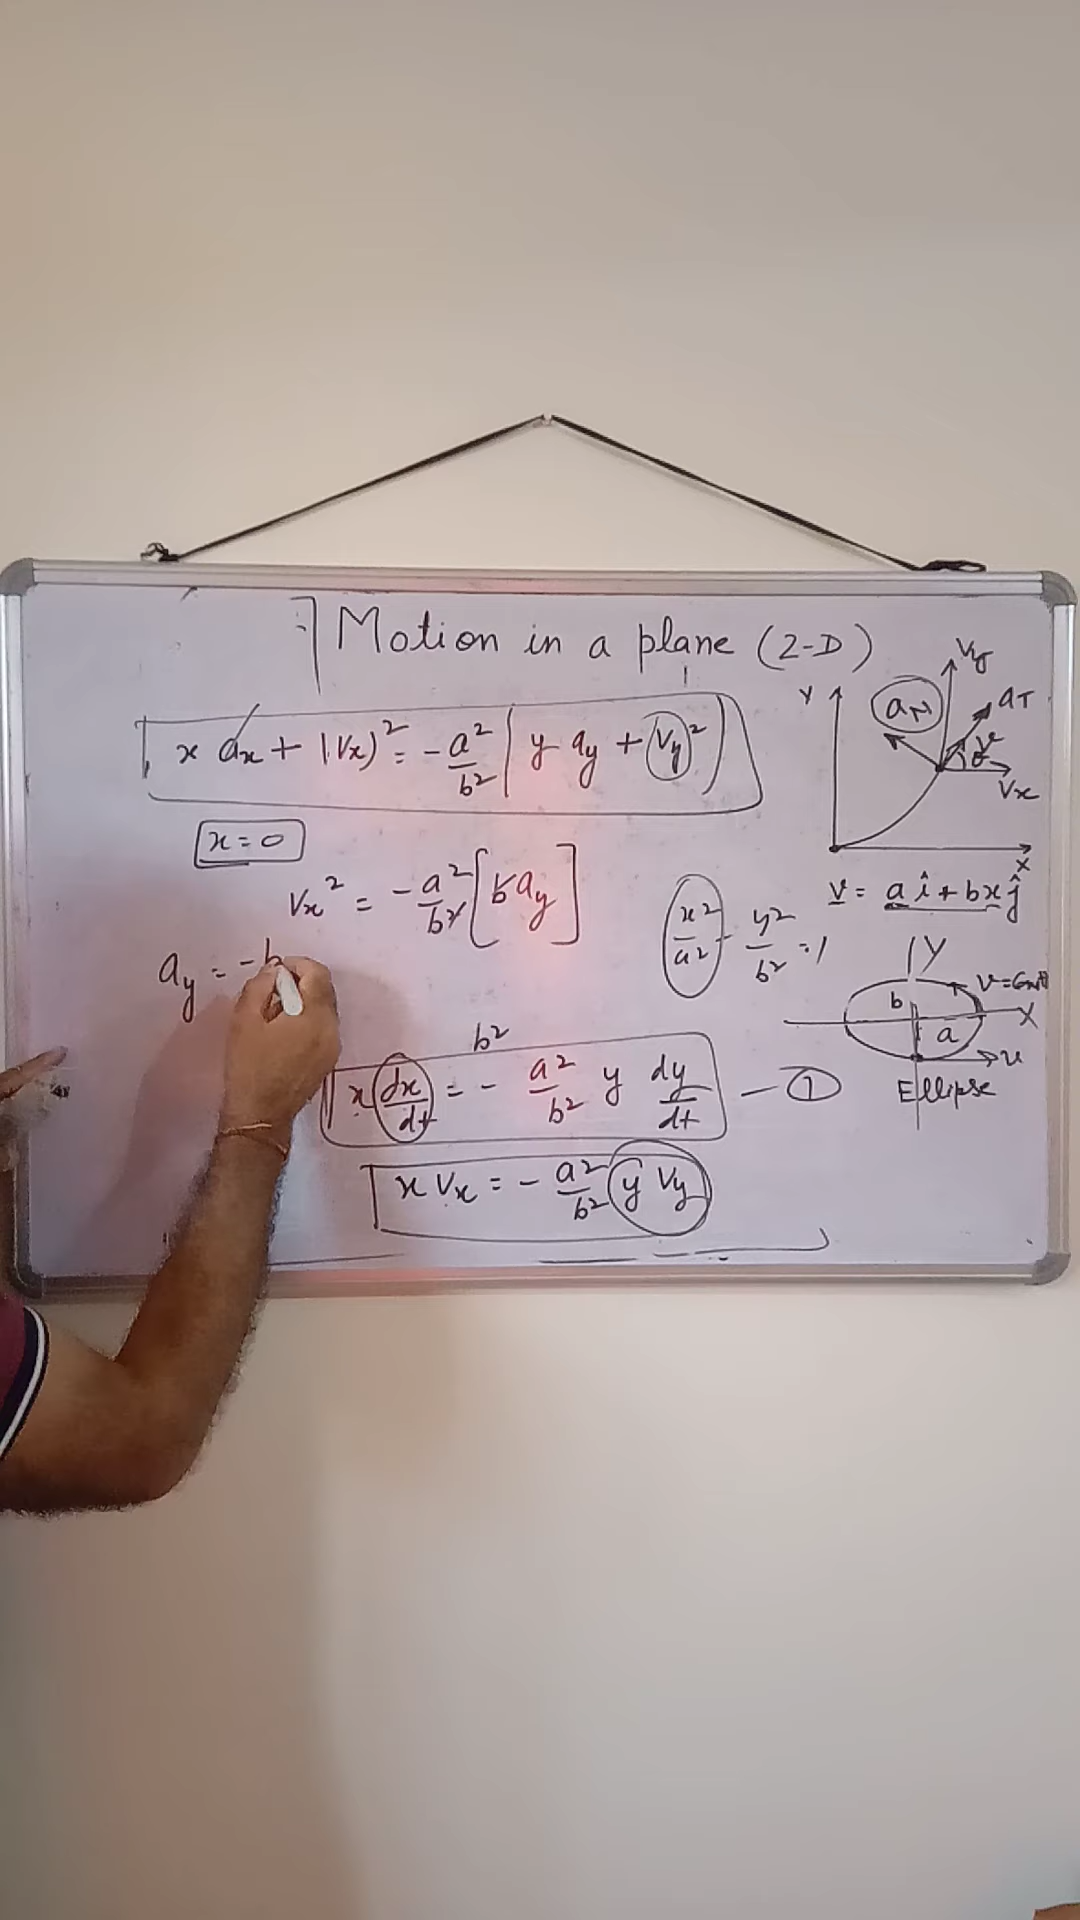 Motion in a plane (2-D)
x ax + (Vx)² = -a²/b² ( y ay + (Vy)² )
x = 0
Vx² = -a²/b² [ b ay ]
ay = -b
x²/a² - y²/b² = 1
b²
x dx/dt = - a²/b² y dy/dt — ①
x Vx = - a²/b² y Vy
Vy
Y
aN
aT
v
θ
Vx
X
v = a î + bx ĵ
Y
b
X
a
u
Ellipse